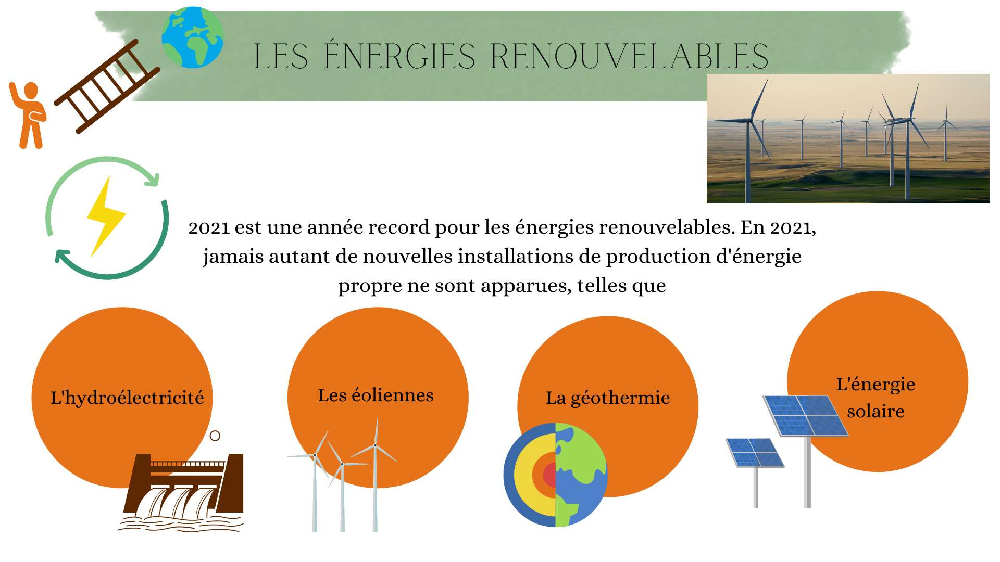 LES ÉNERGIES RENOUVELABLES
2021 est une année record pour les énergies renouvelables. En 2021,
jamais autant de nouvelles installations de production d'énergie
propre ne sont apparues, telles que
L'hydroélectricité
Les éoliennes
La géothermie
L'énergie
solaire